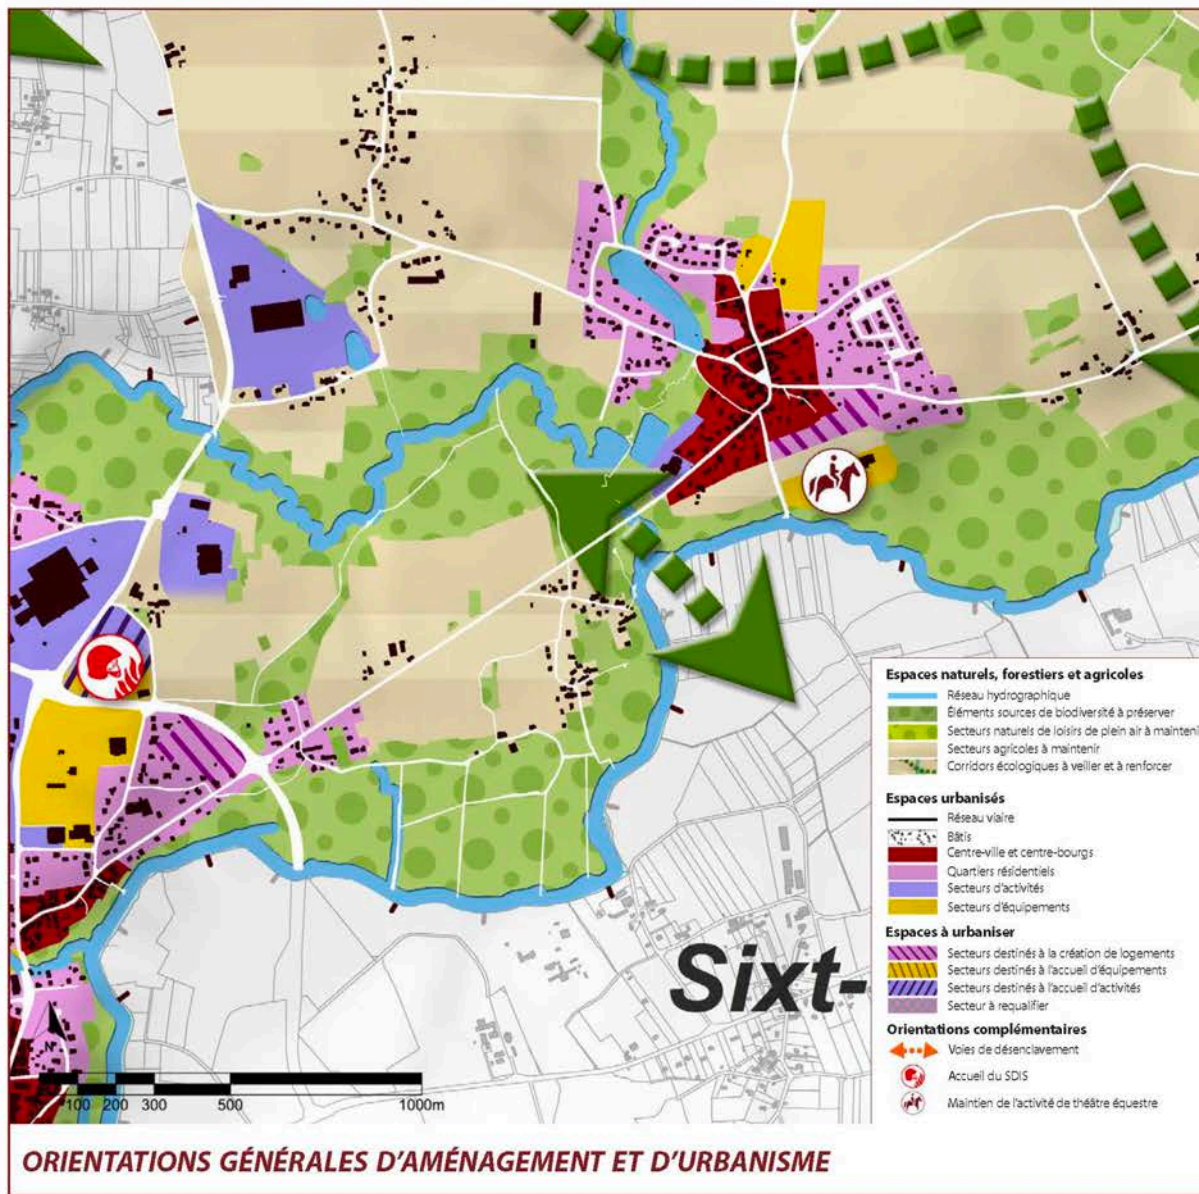 Sixt-
Espaces naturels, forestiers et agricoles
Réseau hydrographique
Éléments sources de biodiversité à préserver
Secteurs naturels de loisirs de plein air à mainteni
Secteurs agricoles à maintenir
Corridors écologiques à veiller et à renforcer
Espaces urbanisés
Réseau viaire
Bâtis
Centre-ville et centre-bourgs
Quartiers résidentiels
Secteurs d'activités
Secteurs d'équipements
Espaces à urbaniser
Secteurs destinés à la création de logements
Secteurs destinés à l'accueil d'équipements
Secteurs destinés à l'accueil d'activités
Secteur à requalifier
Orientations complémentaires
Voies de désenclavement
Accueil du SDIS
Maintien de l'activité de théâtre équestre
N
100 200 300 500 1000m
ORIENTATIONS GÉNÉRALES D'AMÉNAGEMENT ET D'URBANISME